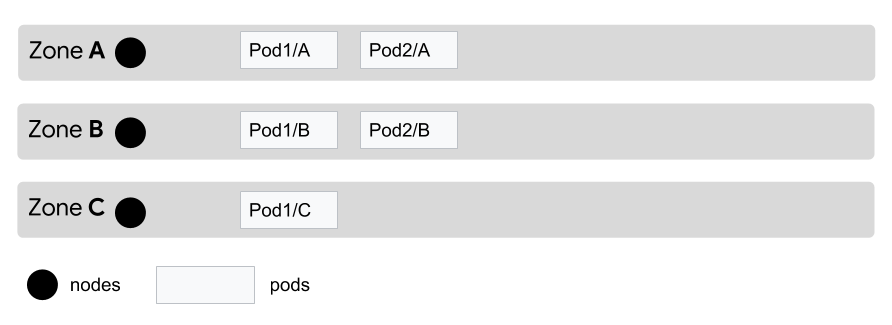 Zone A Pod1/A Pod2/A
Zone B Pod1/B Pod2/B
Zone C Pod1/C
nodes pods